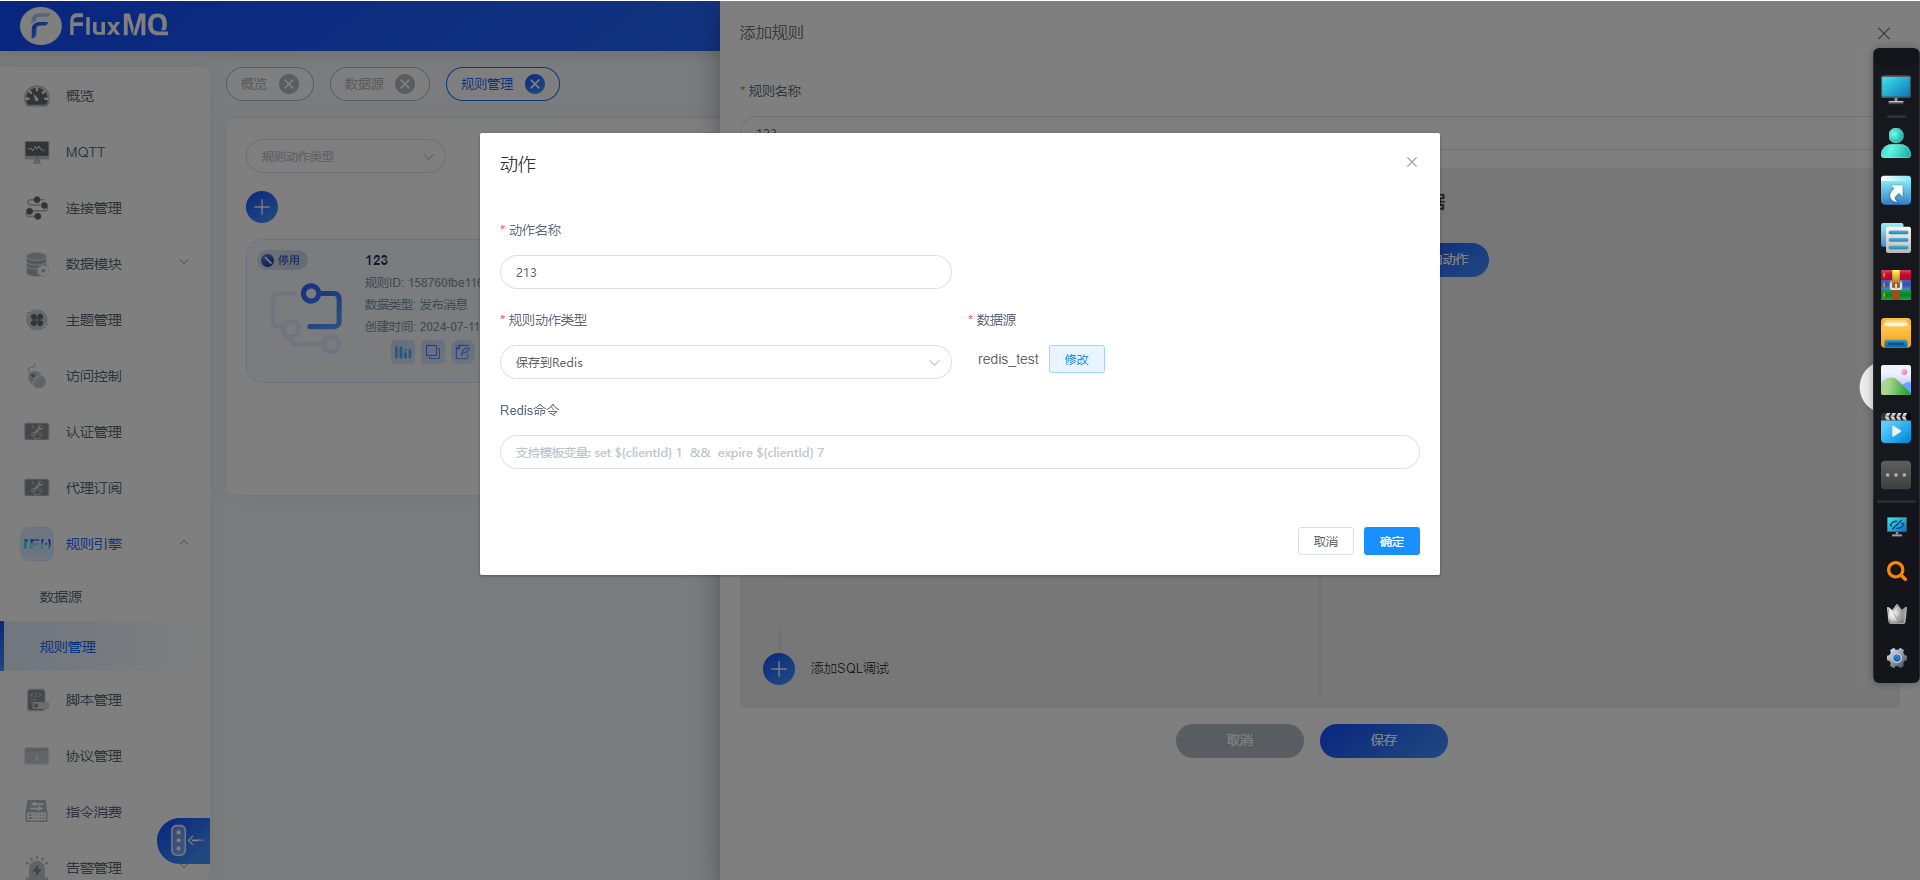 FluxMQ
概览
MQTT
连接管理
数据模块
主题管理
访问控制
认证管理
代理订阅
规则引擎
数据源
规则管理
脚本管理
协议管理
指令消费
告警管理
概览
数据源
规则管理
规则动作类型
停用
123
规则ID: 158760fbe116
数据类型: 发布消息
创建时间: 2024-07-11
添加规则
* 规则名称
123
动作
动作
* 动作名称
213
* 规则动作类型
* 数据源
保存到Redis
redis_test
修改
Redis命令
支持模板变量: set ${clientId} 1 && expire ${clientId} 7
取消
确定
添加SQL调试
取消
保存